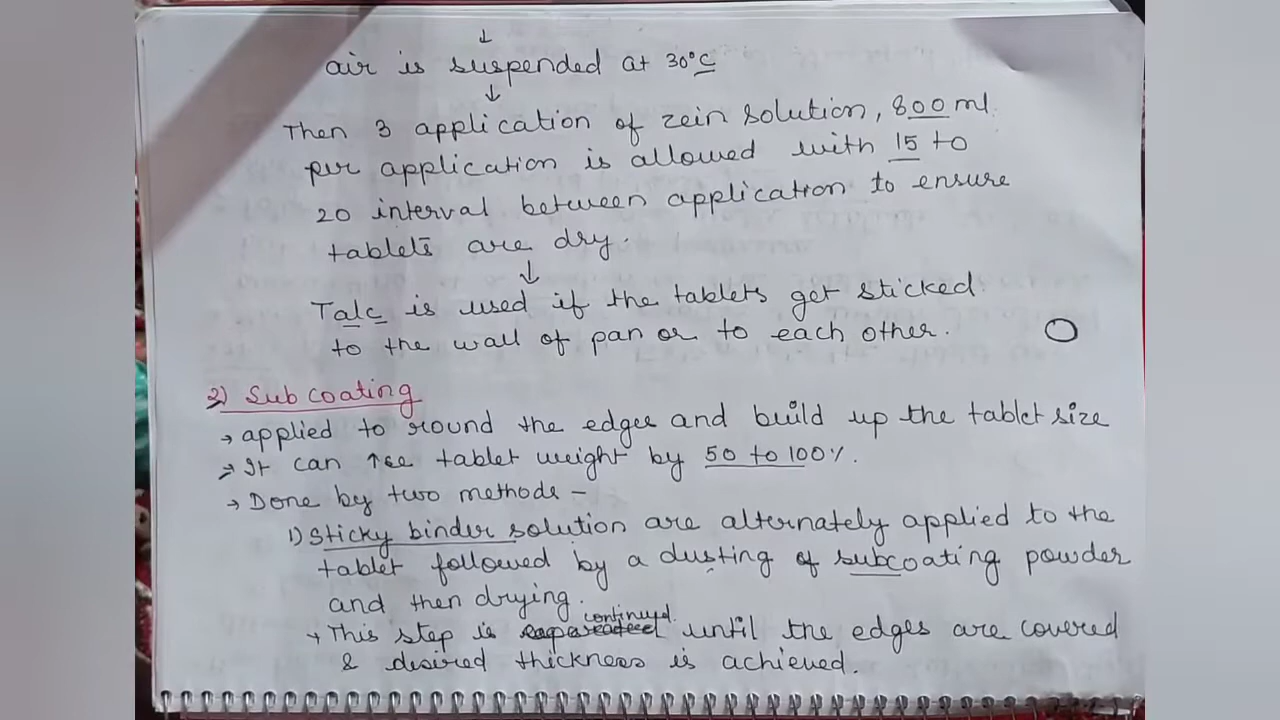 ↓
air is suspended at 30°C
↓
Then 3 application of zein solution, 800 ml
per application is allowed with 15 to
20 interval between application to ensure
tablets are dry.
↓
Talc is used if the tablets get sticked
to the wall of pan or to each other.
2) Sub coating
→ applied to round the edges and build up the tablet size
→ It can ↑se tablet weight by 50 to 100%.
→ Done by two methods -
1) Sticky binder solution are alternately applied to the
tablet followed by a dusting of subcoating powder
and then drying.
→ This step is continued until the edges are covered
& desired thickness is achieved.